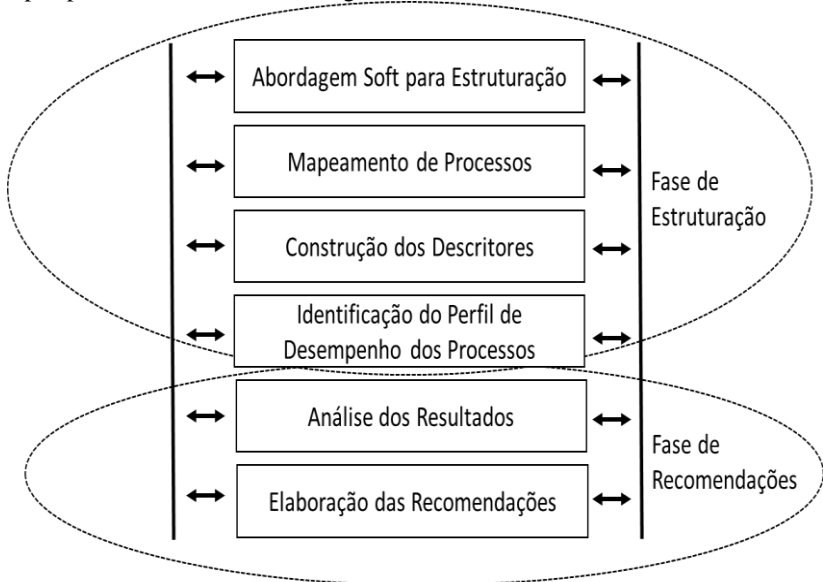 Abordagem Soft para Estruturação
Mapeamento de Processos
Fase de
Estruturação
Construção dos Descritores
Identificação do Perfil de
Desempenho dos Processos
Análise dos Resultados
Fase de
Recomendações
Elaboração das Recomendações